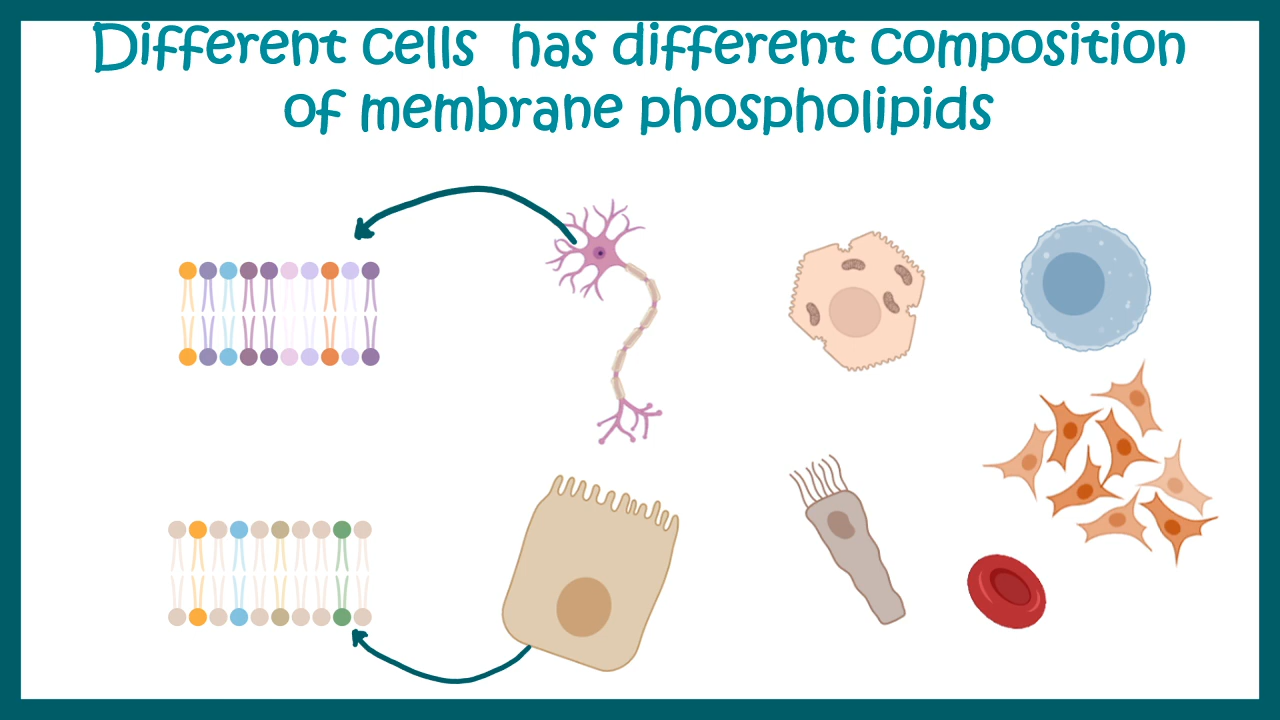 Different cells has different composition
of membrane phospholipids